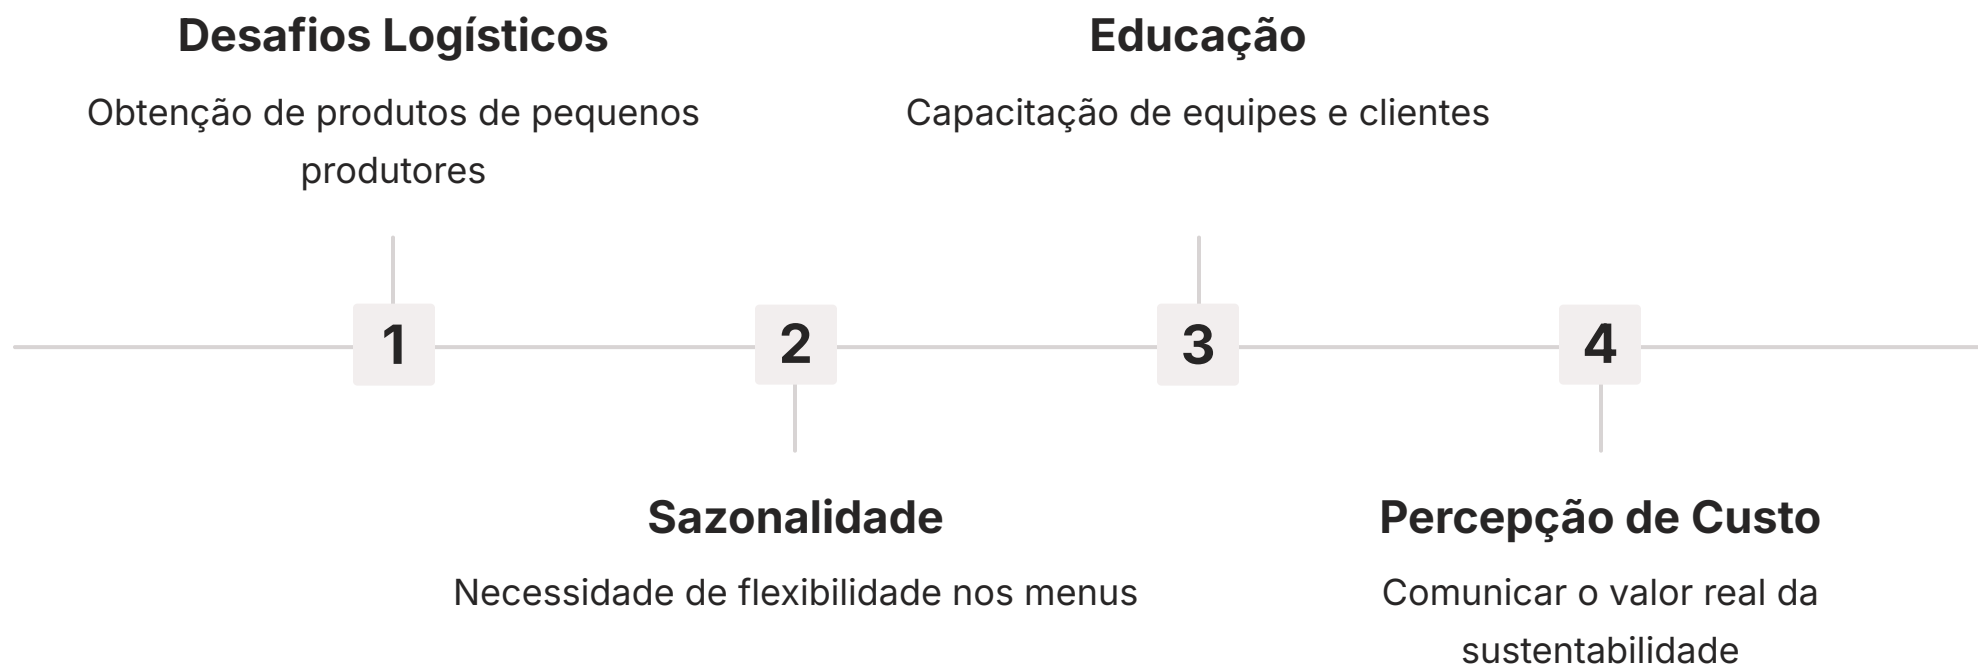 Desafios Logísticos
Obtenção de produtos de pequenos
produtores
Educação
Capacitação de equipes e clientes
1
2
3
4
Sazonalidade
Necessidade de flexibilidade nos menus
Percepção de Custo
Comunicar o valor real da
sustentabilidade